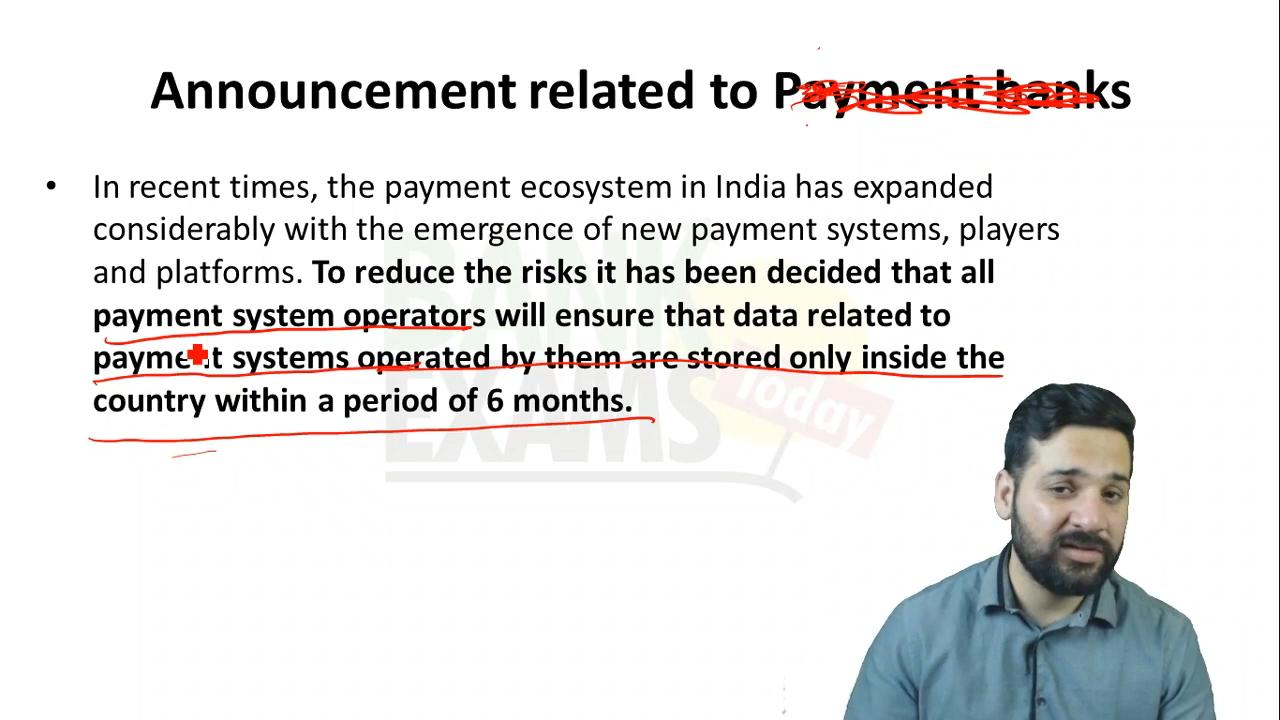 Announcement related to Payment banks
• In recent times, the payment ecosystem in India has expanded
considerably with the emergence of new payment systems, players
and platforms. To reduce the risks it has been decided that all
payment system operators will ensure that data related to
payment systems operated by them are stored only inside the
country within a period of 6 months.
BANK
EXAMS
Today